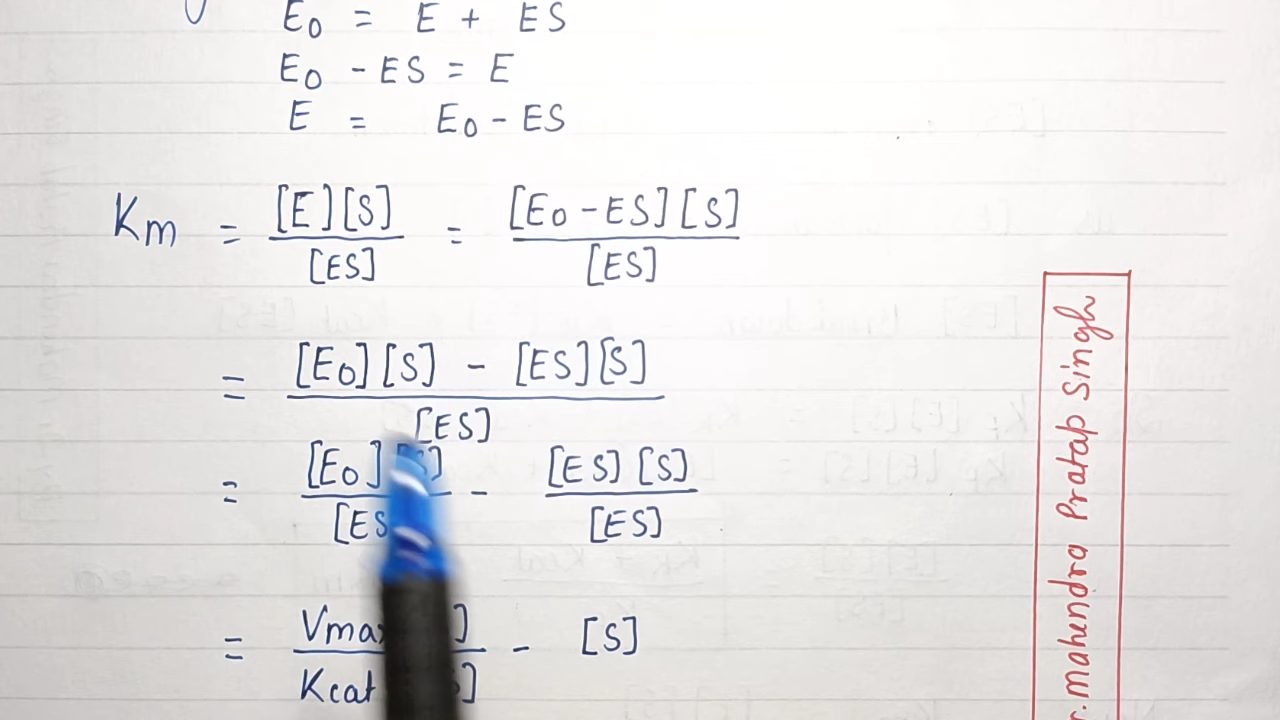 E₀ = E + ES
E₀ - ES = E
E = E₀ - ES
Km = [E][S] / [ES] = [E₀ - ES][S] / [ES]
= [E₀][S] - [ES][S] / [ES]
= [E₀] / [ES - [ES][S] / [ES]
= Vmax ] / Kcat ] - [S]
r. Mahendra Pratap Singh